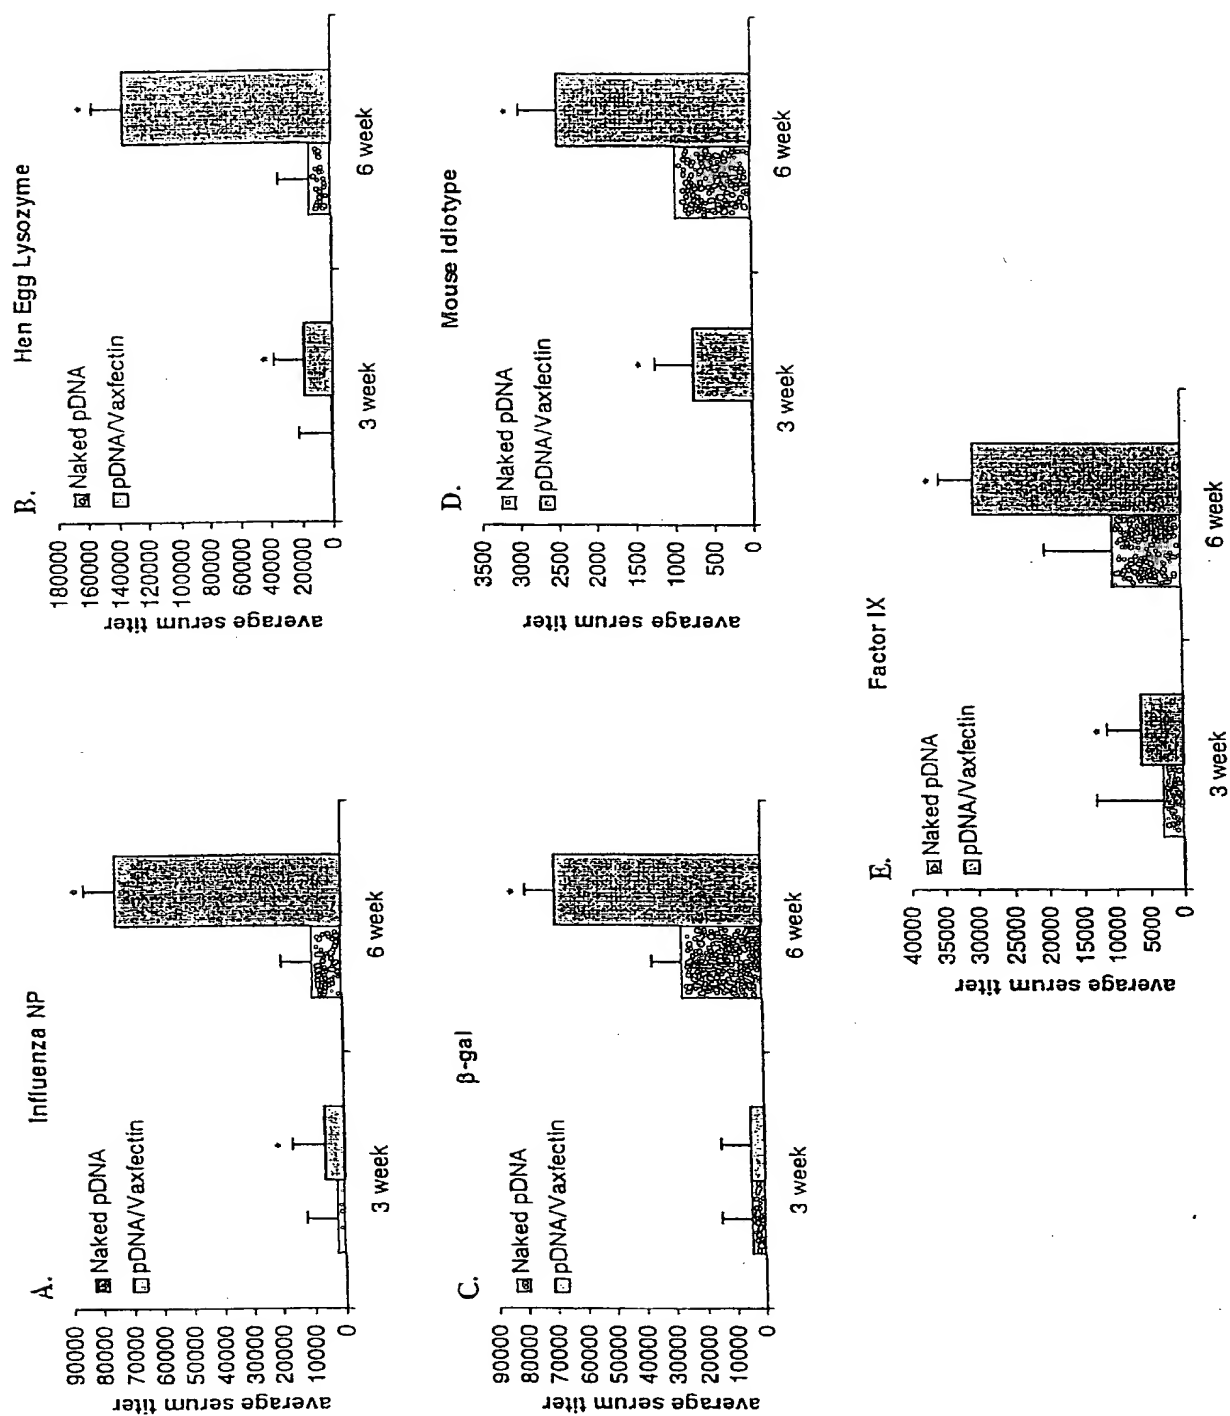 A.
Influenza NP
Naked pDNA
pDNA/Vaxfectin
average serum titer
90000
80000
70000
60000
50000
40000
30000
20000
10000
0
*
*
3 week
6 week
B.
Hen Egg Lysozyme
Naked pDNA
pDNA/Vaxfectin
average serum titer
180000
160000
140000
120000
100000
80000
60000
40000
20000
0
*
*
3 week
6 week
C.
β-gal
Naked pDNA
pDNA/Vaxfectin
average serum titer
90000
80000
70000
60000
50000
40000
30000
20000
10000
0
*
3 week
6 week
D.
Mouse Idiotype
Naked pDNA
pDNA/Vaxfectin
average serum titer
3500
3000
2500
2000
1500
1000
500
0
*
*
3 week
6 week
E.
Factor IX
Naked pDNA
pDNA/Vaxfectin
average serum titer
40000
35000
30000
25000
20000
15000
10000
5000
0
*
*
3 week
6 week